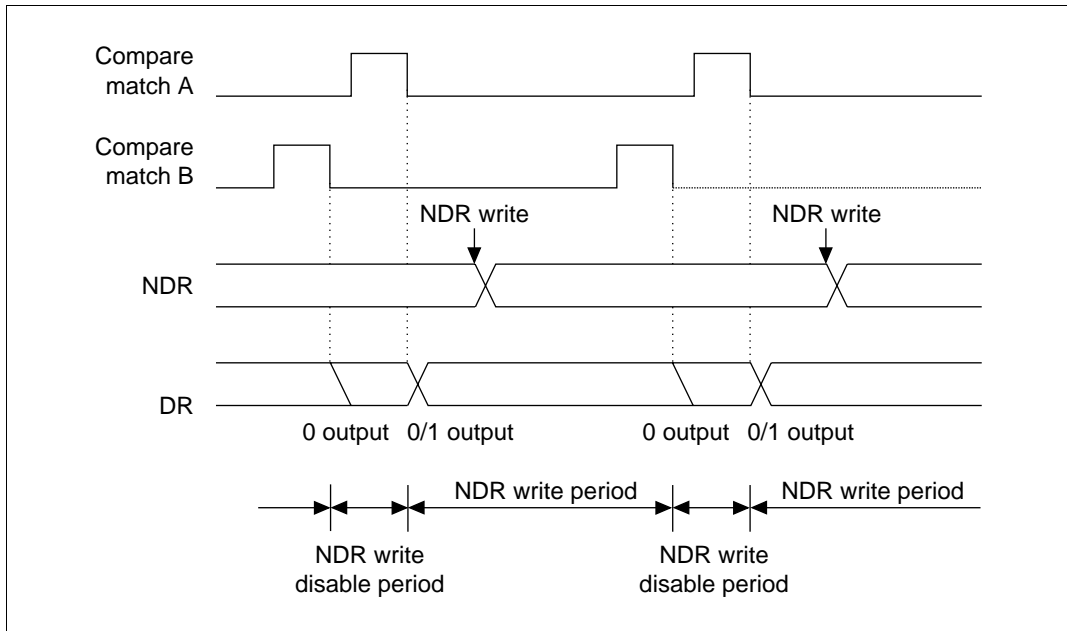 Compare
match A
Compare
match B
NDR write
NDR write
NDR
DR
0 output
0/1 output
0 output
0/1 output
NDR write period
NDR write period
NDR write
disable period
NDR write
disable period